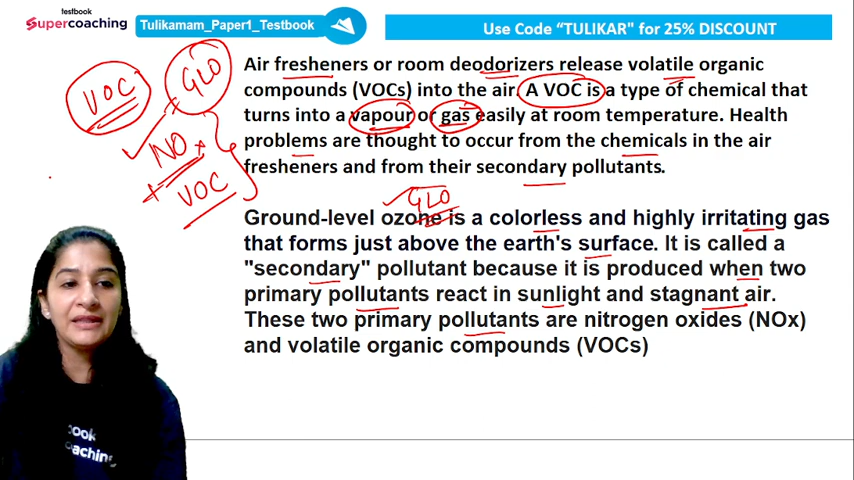 testbook
Supercoaching
Tulikamam_Paper1_Testbook
Use Code “TULIKAR” for 25% DISCOUNT
Air fresheners or room deodorizers release volatile organic
compounds (VOCs) into the air. A VOC is a type of chemical that
turns into a vapour or gas easily at room temperature. Health
problems are thought to occur from the chemicals in the air
fresheners and from their secondary pollutants.
VOC
GLO
NOx
+ VOC
GLO
Ground-level ozone is a colorless and highly irritating gas
that forms just above the earth's surface. It is called a
"secondary" pollutant because it is produced when two
primary pollutants react in sunlight and stagnant air.
These two primary pollutants are nitrogen oxides (NOx)
and volatile organic compounds (VOCs)
book
coaching